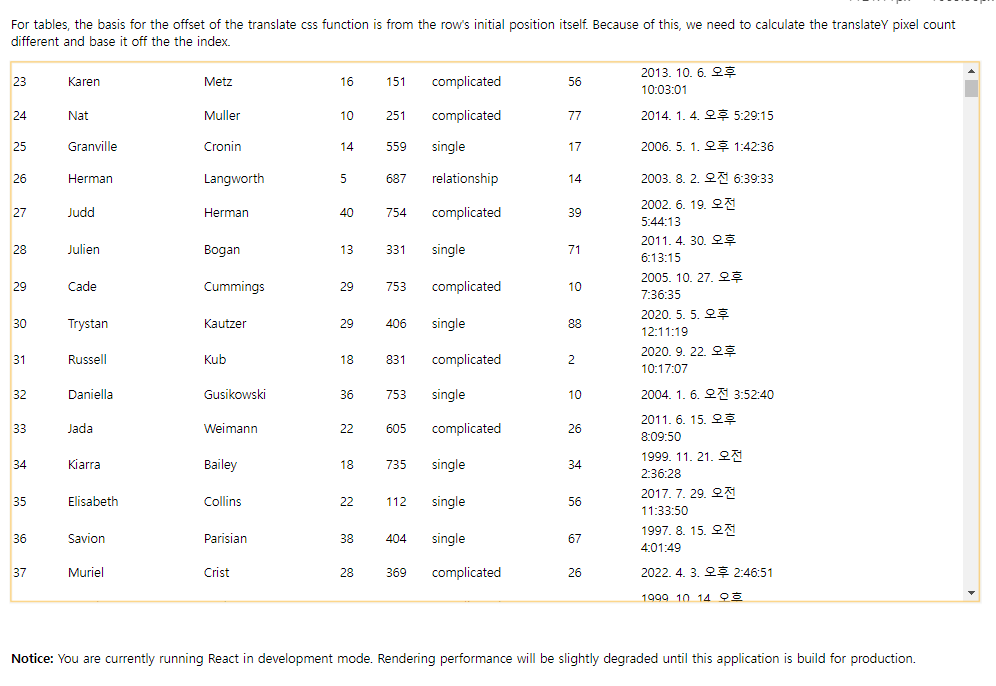 For tables, the basis for the offset of the translate css function is from the row's initial position itself. Because of this, we need to calculate the translateY pixel count
different and base it off the the index.
23 Karen Metz 16 151 complicated 56 2013. 10. 6. 오후
10:03:01
24 Nat Muller 10 251 complicated 77 2014. 1. 4. 오후 5:29:15
25 Granville Cronin 14 559 single 17 2006. 5. 1. 오후 1:42:36
26 Herman Langworth 5 687 relationship 14 2003. 8. 2. 오전 6:39:33
27 Judd Herman 40 754 complicated 39 2002. 6. 19. 오전
5:44:13
28 Julien Bogan 13 331 single 71 2011. 4. 30. 오후
6:13:15
29 Cade Cummings 29 753 complicated 10 2005. 10. 27. 오후
7:36:35
30 Trystan Kautzer 29 406 single 88 2020. 5. 5. 오후
12:11:19
31 Russell Kub 18 831 complicated 2 2020. 9. 22. 오후
10:17:07
32 Daniella Gusikowski 36 753 single 10 2004. 1. 6. 오전 3:52:40
33 Jada Weimann 22 605 complicated 26 2011. 6. 15. 오후
8:09:50
34 Kiarra Bailey 18 735 single 34 1999. 11. 21. 오전
2:36:28
35 Elisabeth Collins 22 112 single 56 2017. 7. 29. 오전
11:33:50
36 Savion Parisian 38 404 single 67 1997. 8. 15. 오전
4:01:49
37 Muriel Crist 28 369 complicated 26 2022. 4. 3. 오후 2:46:51
1999. 10. 14. 오후
Notice: You are currently running React in development mode. Rendering performance will be slightly degraded until this application is build for production.